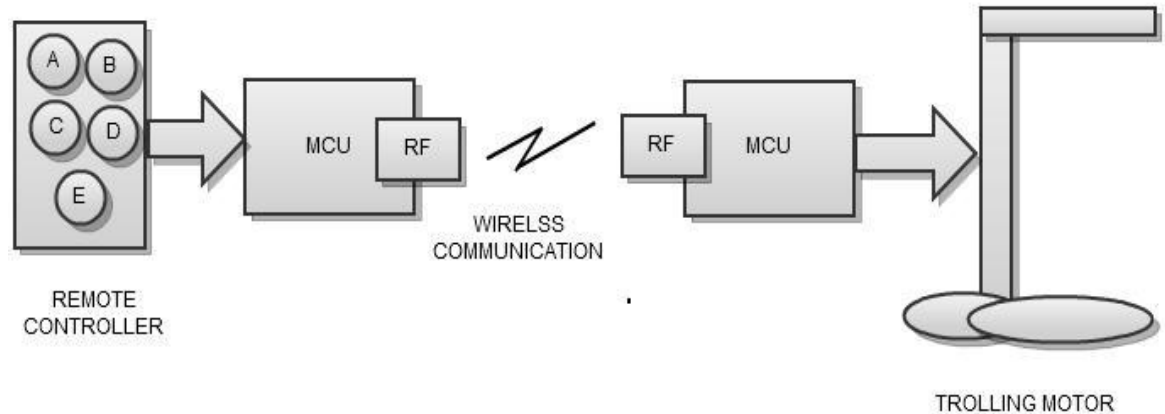 A
B
C
D
E
MCU
RF
RF
MCU
WIRELSS
COMMUNICATION
REMOTE
CONTROLLER
TROLLING MOTOR